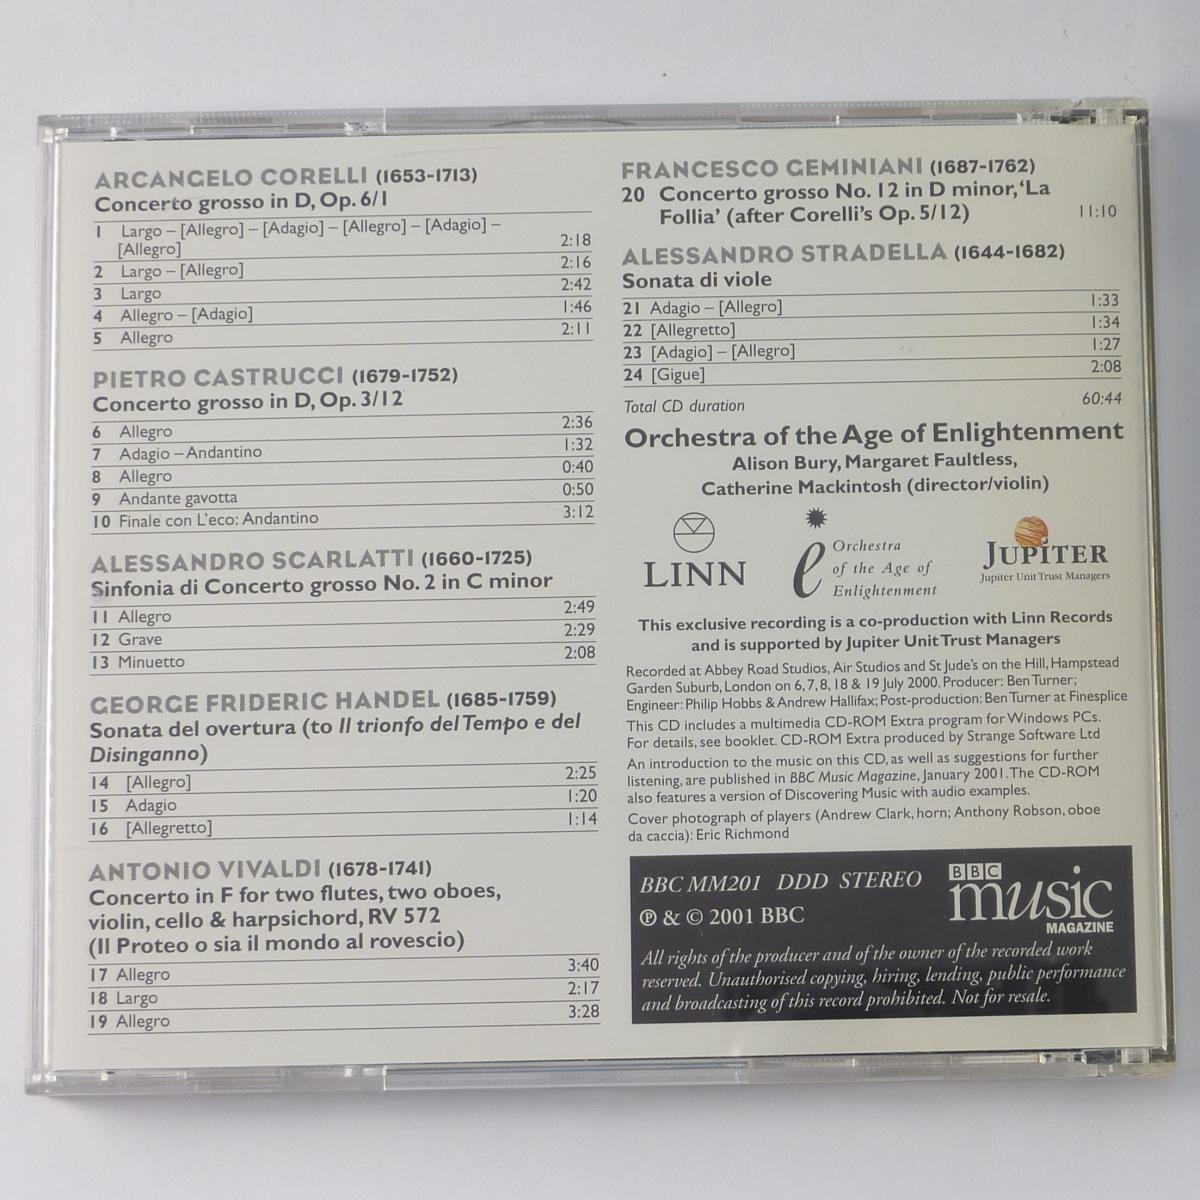 ARCANGELO CORELLI (1653-1713)
Concerto grosso in D, Op. 6/1
1 Largo – [Allegro] – [Adagio] – [Allegro] – [Adagio] –
[Allegro] 2:18
2 Largo – [Allegro] 2:16
3 Largo 2:42
4 Allegro – [Adagio] 1:46
5 Allegro 2:11
PIETRO CASTRUCCI (1679-1752)
Concerto grosso in D, Op. 3/12
6 Allegro 2:36
7 Adagio – Andantino 1:32
8 Allegro 0:40
9 Andante gavotta 0:50
10 Finale con L'eco: Andantino 3:12
ALESSANDRO SCARLATTI (1660-1725)
Sinfonia di Concerto grosso No. 2 in C minor
11 Allegro 2:49
12 Grave 2:29
13 Minuetto 2:08
GEORGE FRIDERIC HANDEL (1685-1759)
Sonata del overtura (to Il trionfo del Tempo e del
Disinganno)
14 [Allegro] 2:25
15 Adagio 1:20
16 [Allegretto] 1:14
ANTONIO VIVALDI (1678-1741)
Concerto in F for two flutes, two oboes,
violin, cello & harpsichord, RV 572
(Il Proteo o sia il mondo al rovescio)
17 Allegro 3:40
18 Largo 2:17
19 Allegro 3:28
FRANCESCO GEMINIANI (1687-1762)
20 Concerto grosso No. 12 in D minor, 'La
Follia' (after Corelli's Op. 5/12) 11:10
ALESSANDRO STRADELLA (1644-1682)
Sonata di viole
21 Adagio – [Allegro] 1:33
22 [Allegretto] 1:34
23 [Adagio] – [Allegro] 1:27
24 [Gigue] 2:08
Total CD duration 60:44
Orchestra of the Age of Enlightenment
Alison Bury, Margaret Faultless,
Catherine Mackintosh (director/violin)
LINN
e Orchestra
of the Age of
Enlightenment
JUPITER
Jupiter Unit Trust Managers
This exclusive recording is a co-production with Linn Records
and is supported by Jupiter Unit Trust Managers
Recorded at Abbey Road Studios, Air Studios and St Jude's on the Hill, Hampstead
Garden Suburb, London on 6, 7, 8, 18 & 19 July 2000. Producer: Ben Turner;
Engineer: Philip Hobbs & Andrew Hallifax; Post-production: Ben Turner at Finesplice
This CD includes a multimedia CD-ROM Extra program for Windows PCs.
For details, see booklet. CD-ROM Extra produced by Strange Software Ltd
An introduction to the music on this CD, as well as suggestions for further
listening, are published in BBC Music Magazine, January 2001. The CD-ROM
also features a version of Discovering Music with audio examples.
Cover photograph of players (Andrew Clark, horn; Anthony Robson, oboe
da caccia): Eric Richmond
BBC MM201 DDD STEREO
℗ & © 2001 BBC
BBC
music
MAGAZINE
All rights of the producer and of the owner of the recorded work
reserved. Unauthorised copying, hiring, lending, public performance
and broadcasting of this record prohibited. Not for resale.